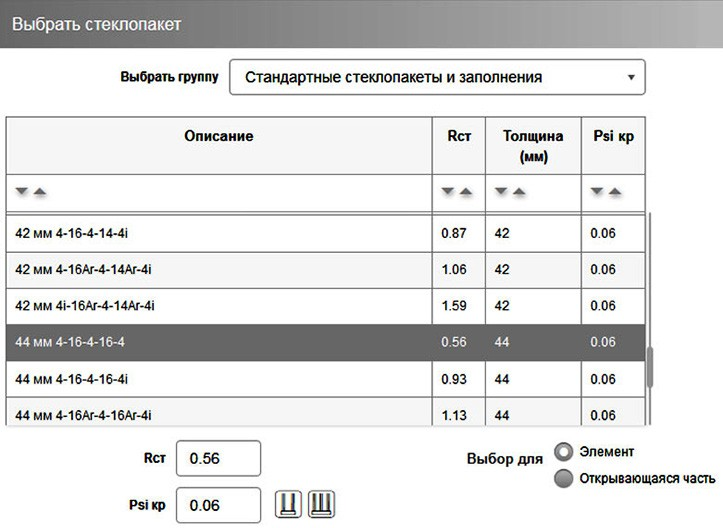 Выбрать стеклопакет
Выбрать группу Стандартные стеклопакеты и заполнения
Описание Rст Толщина (мм) Psi кр
42 мм 4-16-4-14-4i 0.87 42 0.06
42 мм 4-16Ar-4-14Ar-4i 1.06 42 0.06
42 мм 4i-16Ar-4-14Ar-4i 1.59 42 0.06
44 мм 4-16-4-16-4 0.56 44 0.06
44 мм 4-16-4-16-4i 0.93 44 0.06
44 мм 4-16Ar-4-16Ar-4i 1.13 44 0.06
Rст 0.56 Выбор для Элемент
Открывающаяся часть
Psi кр 0.06